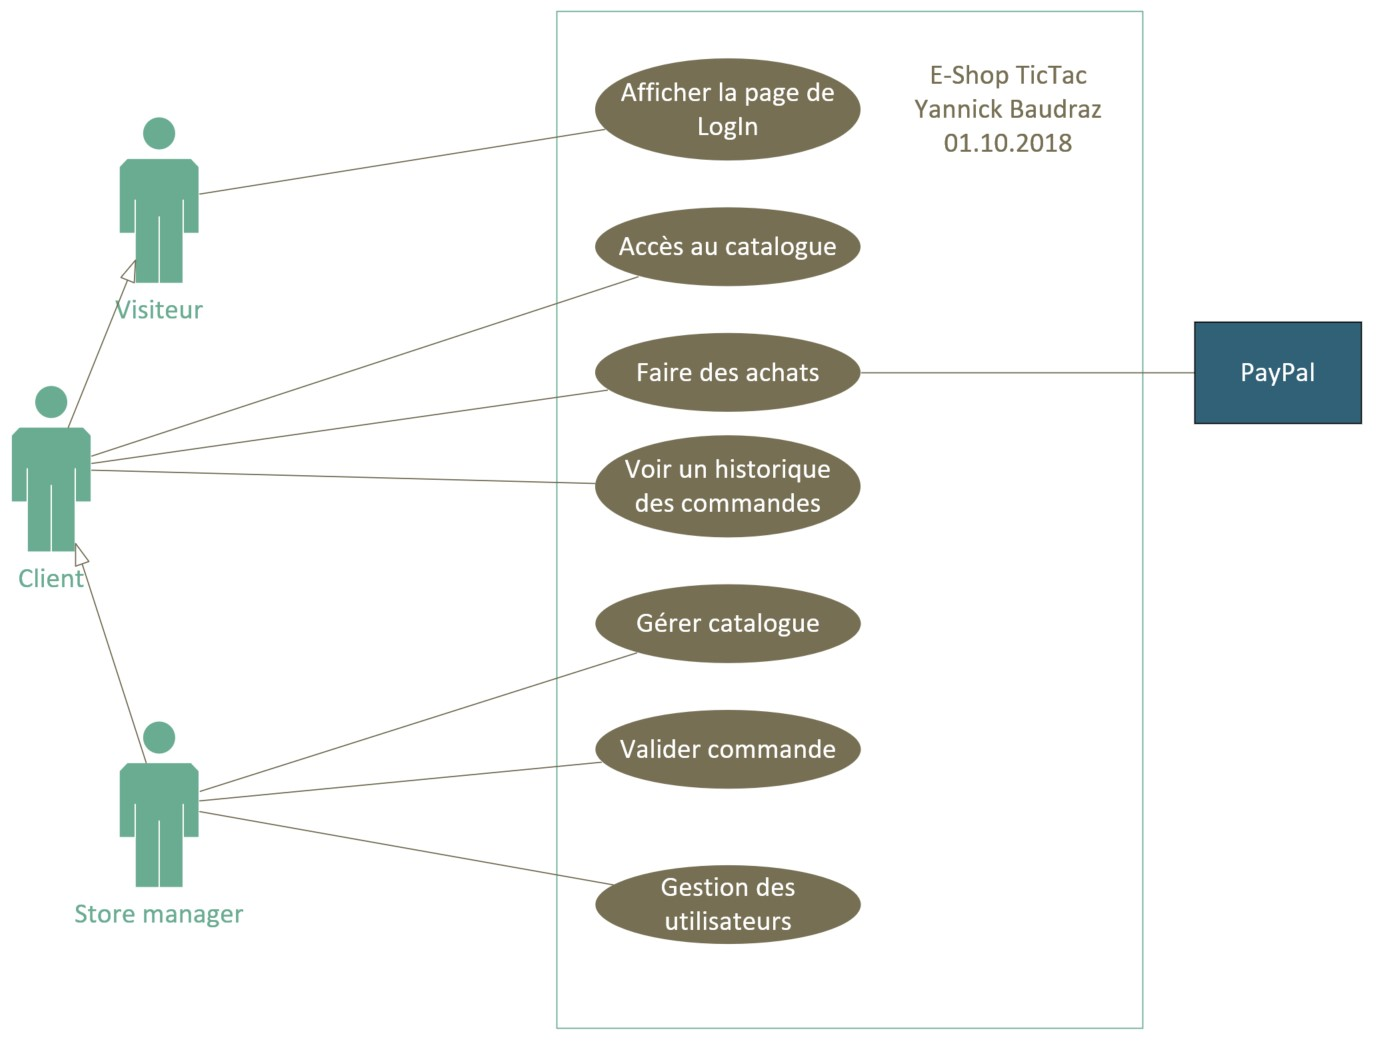 E-Shop TicTac
Yannick Baudraz
01.10.2018
Afficher la page de
LogIn
Accès au catalogue
Visiteur
Faire des achats
PayPal
Voir un historique
des commandes
Client
Gérer catalogue
Valider commande
Gestion des
utilisateurs
Store manager